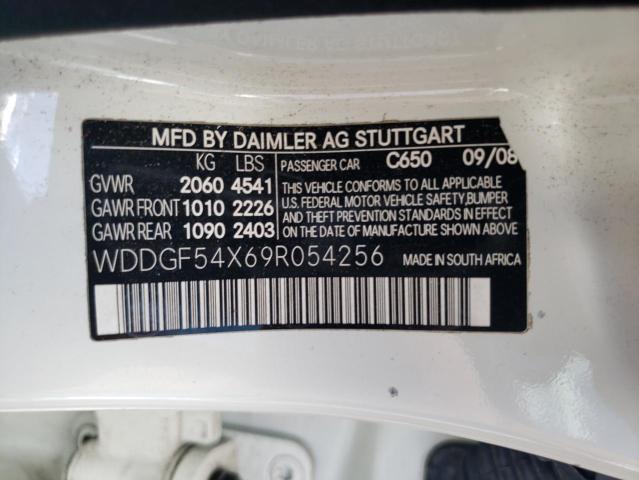 MFD BY DAIMLER AG STUTTGART
KG LBS PASSENGER CAR C650 09/08
GVWR 2060 4541 THIS VEHICLE CONFORMS TO ALL APPLICABLE
GAWR FRONT 1010 2226 U.S. FEDERAL MOTOR VEHICLE SAFETY,BUMPER
GAWR REAR 1090 2403 AND THEFT PREVENTION STANDARDS IN EFFECT
ON THE DATE OF MANUFACTURE SHOWN ABOVE
WDDGF54X69R054256 MADE IN SOUTH AFRICA